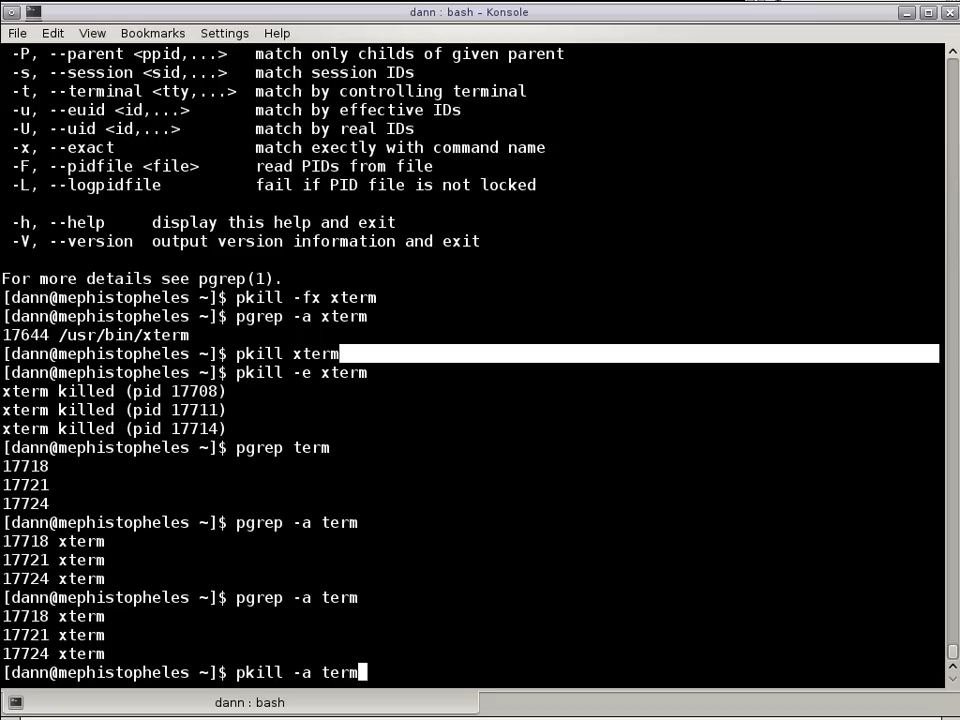 dann : bash – Konsole
File Edit View Bookmarks Settings Help
-P, --parent <ppid,...> match only childs of given parent
-s, --session <sid,...> match session IDs
-t, --terminal <tty,...> match by controlling terminal
-u, --euid <id,...> match by effective IDs
-U, --uid <id,...> match by real IDs
-x, --exact match exectly with command name
-F, --pidfile <file> read PIDs from file
-L, --logpidfile fail if PID file is not locked
-h, --help display this help and exit
-V, --version output version information and exit
For more details see pgrep(1).
[dann@mephistopheles ~]$ pkill -fx xterm
[dann@mephistopheles ~]$ pgrep -a xterm
17644 /usr/bin/xterm
[dann@mephistopheles ~]$ pkill xterm
[dann@mephistopheles ~]$ pkill -e xterm
xterm killed (pid 17708)
xterm killed (pid 17711)
xterm killed (pid 17714)
[dann@mephistopheles ~]$ pgrep term
17718
17721
17724
[dann@mephistopheles ~]$ pgrep -a term
17718 xterm
17721 xterm
17724 xterm
[dann@mephistopheles ~]$ pgrep -a term
17718 xterm
17721 xterm
17724 xterm
[dann@mephistopheles ~]$ pkill -a term
dann : bash